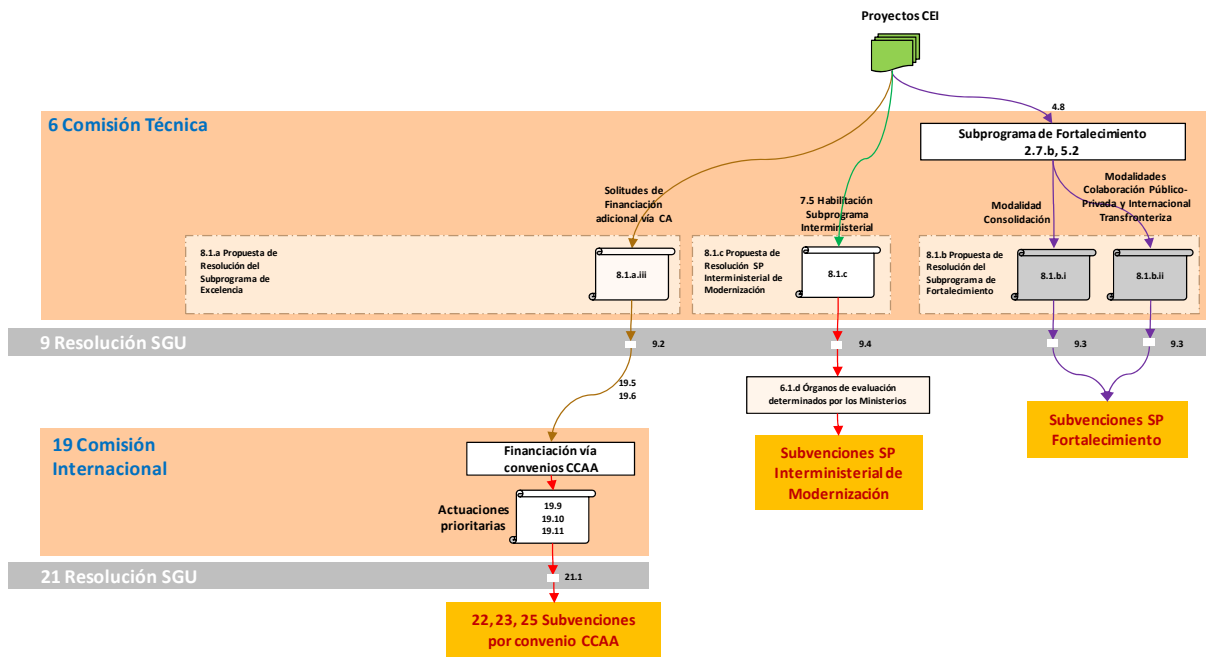 Proyectos CEI
4.8
6 Comisión Técnica
Subprograma de Fortalecimiento
2.7.b, 5.2
Solitudes de
Financiación
adicional vía CA
7.5 Habilitación
Subprograma
Interministerial
Modalidad
Consolidación
Modalidades
Colaboración Público-
Privada y Internacional
Transfronteriza
8.1.a Propuesta de
Resolución del
Subprograma de
Excelencia
8.1.a.iii
8.1.c Propuesta de
Resolución SP
Interministerial de
Modernización
8.1.c
8.1.b Propuesta de
Resolución del
Subprograma de
Fortalecimiento
8.1.b.i
8.1.b.ii
9 Resolución SGU
9.2
9.4
9.3
9.3
19.5
19.6
6.1.d Órganos de evaluación
determinados por los Ministerios
Subvenciones SP
Fortalecimiento
19 Comisión
Internacional
Financiación vía
convenios CCAA
Subvenciones SP
Interministerial de
Modernización
Actuaciones
prioritarias
19.9
19.10
19.11
21 Resolución SGU
21.1
22, 23, 25 Subvenciones
por convenio CCAA